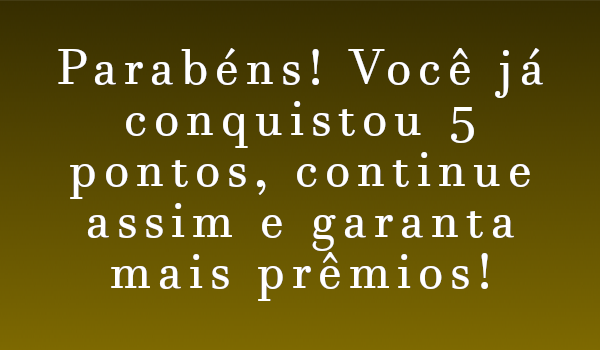 Parabéns! Você já
conquistou 5
pontos, continue
assim e garanta
mais prêmios!